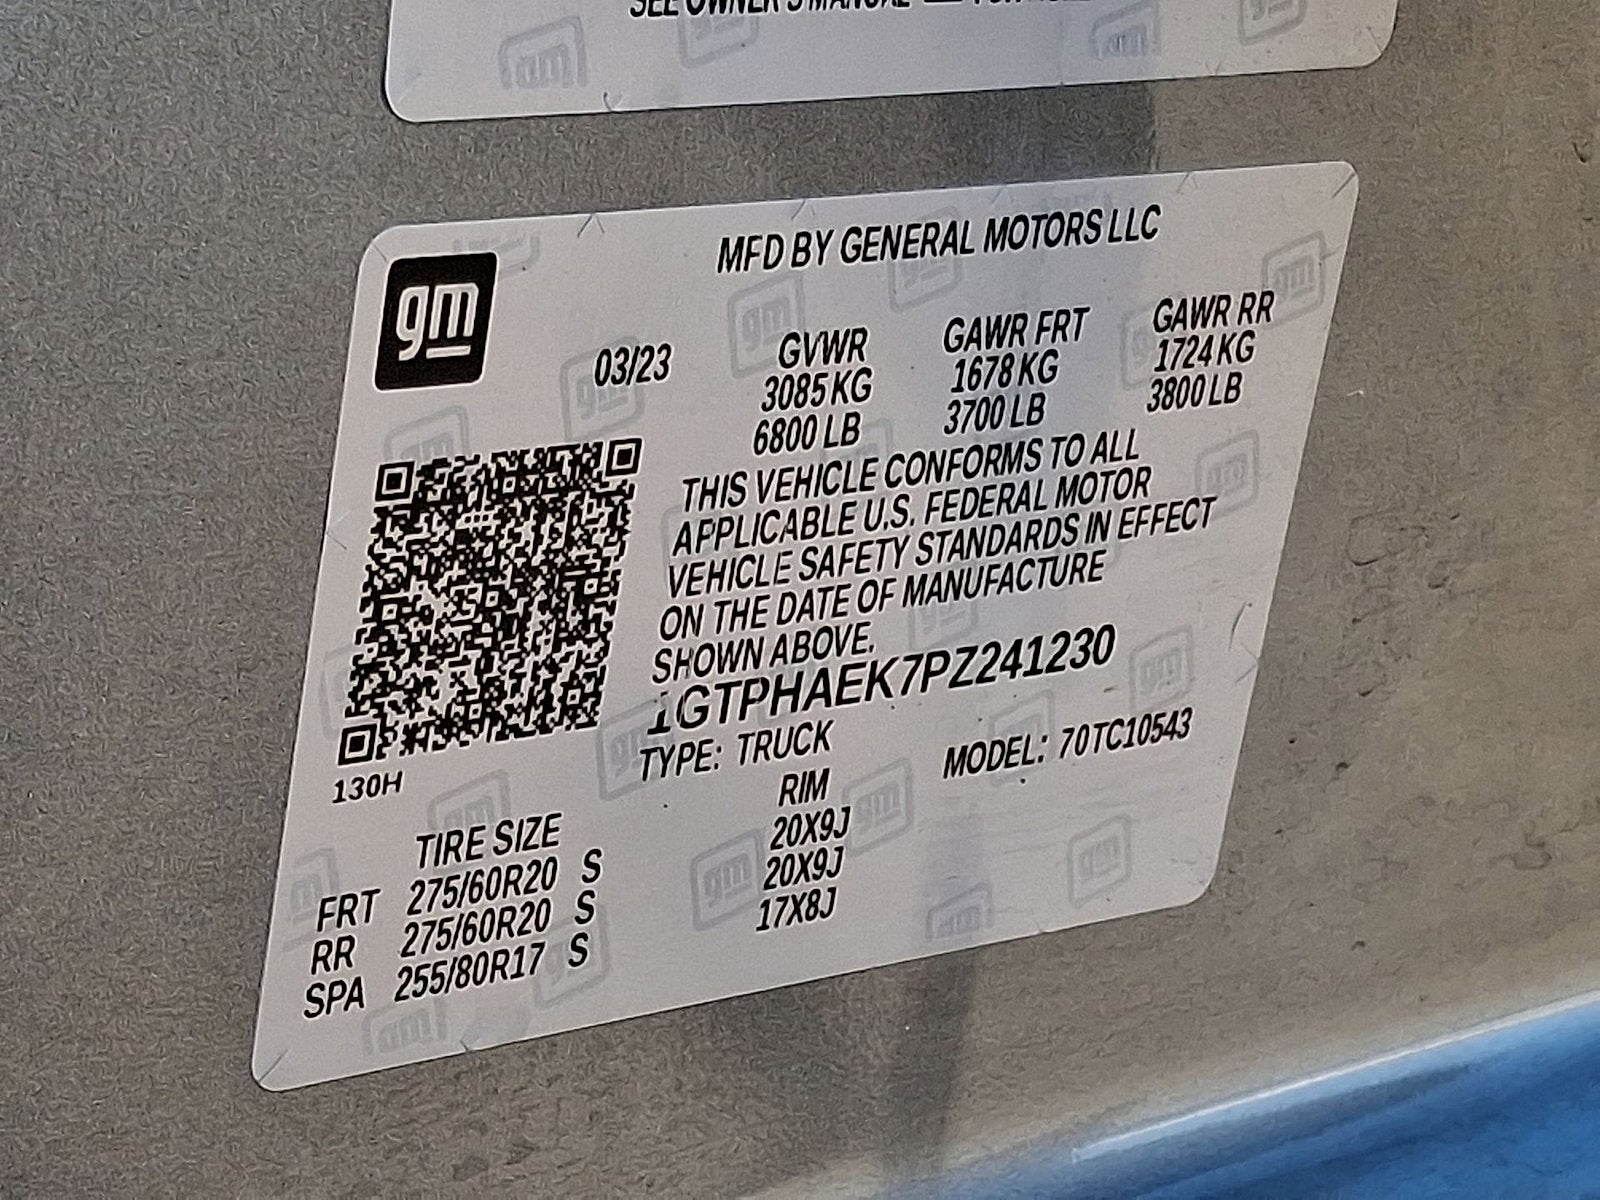 SEE OWNER'S MANUAL
gm
MFD BY GENERAL MOTORS LLC
03/23
GVWR GAWR FRT GAWR RR
3085 KG 1678 KG 1724 KG
6800 LB 3700 LB 3800 LB
THIS VEHICLE CONFORMS TO ALL
APPLICABLE U.S. FEDERAL MOTOR
VEHICLE SAFETY STANDARDS IN EFFECT
ON THE DATE OF MANUFACTURE
SHOWN ABOVE.
1GTPHAEK7PZ241230
TYPE: TRUCK MODEL: 70TC10543
130H
TIRE SIZE RIM
FRT 275/60R20 S 20X9J
RR 275/60R20 S 20X9J
SPA 255/80R17 S 17X8J